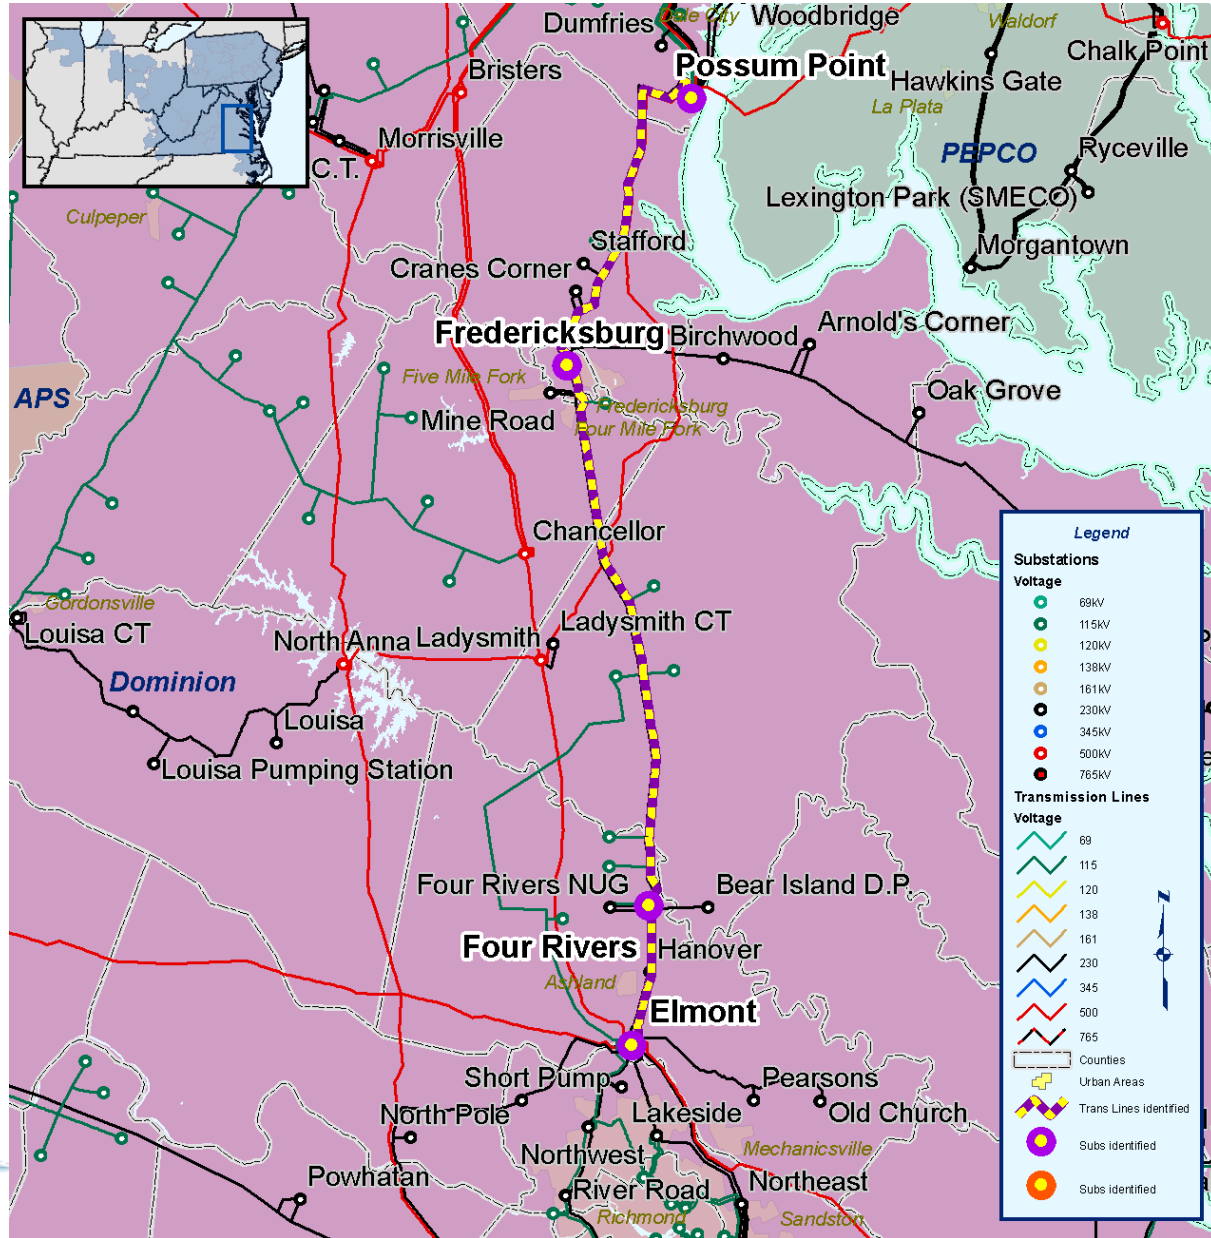 Dumfries
Dale City
Woodbridge
Waldorf
Chalk Point
Bristers
Possum Point
Hawkins Gate
La Plata
Morrisville
C.T.
PEPCO
Ryceville
Lexington Park (SMECO)
Culpeper
Morgantown
Stafford
Cranes Corner
Fredericksburg
Birchwood
Arnold's Corner
APS
Five Mile Fork
Oak Grove
Mine Road
Fredericksburg
Four Mile Fork
Chancellor
Gordonsville
Louisa CT
North Anna
Ladysmith
Ladysmith CT
Dominion
Louisa
Louisa Pumping Station
Four Rivers NUG
Bear Island D.P.
Four Rivers
Hanover
Ashland
Elmont
Short Pump
Pearsons
North Pole
Lakeside
Old Church
Mechanicsville
Northwest
Powhatan
River Road
Northeast
Richmond
Sandston
Legend
Substations
Voltage
69kV
115kV
120kV
138kV
161kV
230kV
345kV
500kV
765kV
Transmission Lines
Voltage
69
115
120
138
161
230
345
500
765
Counties
Urban Areas
Trans Lines identified
Subs identified
Subs identified
N